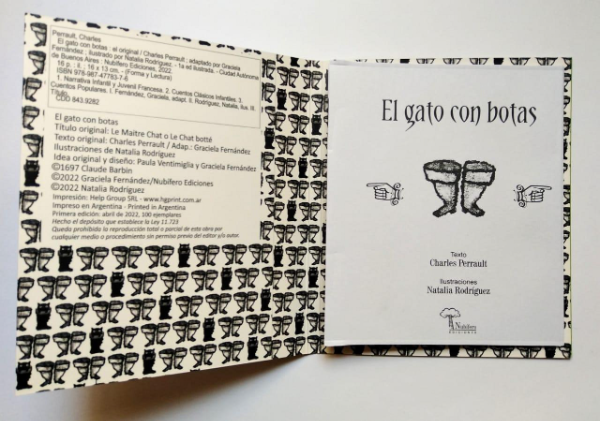 Perrault, Charles
El gato con botas : el original / Charles Perrault ; adaptado por Graciela
Fernández ; ilustrado por Natalia Rodríguez. - 1a ed ilustrada. - Ciudad Autónoma
de Buenos Aires : Nubífero Ediciones, 2022.
16 p. : il. ; 16 x 13 cm. - (Forma y Lectura)
ISBN 978-987-47763-7-6
1. Narrativa Infantil y Juvenil Francesa. 2. Cuentos Clásicos Infantiles. 3.
Cuentos Populares. I. Fernández, Graciela, adapt. II. Rodríguez, Natalia, ilus. III.
Título.
CDD 843.9282
El gato con botas
Título original: Le Maitre Chat o Le Chat botté
Texto original: Charles Perrault / Adap.: Graciela Fernández
Ilustraciones de Natalia Rodríguez
Idea original y diseño: Paula Ventimiglia y Graciela Fernández
©1697 Claude Barbin
©2022 Graciela Fernández/Nubífero Ediciones
©2022 Natalia Rodríguez
Impresión: Help Group SRL - www.hgprint.com.ar
Impreso en Argentina - Printed in Argentina
Primera edición: abril de 2022, 100 ejemplares
Hecho el depósito que establece la Ley 11.723
Queda prohibida la reproducción total o parcial de esta obra por
cualquier medio o procedimiento sin permiso previo del editor y/o autor.
El gato con botas
Texto
Charles Perrault
Ilustraciones
Natalia Rodríguez
Nubífero
EDICIONES